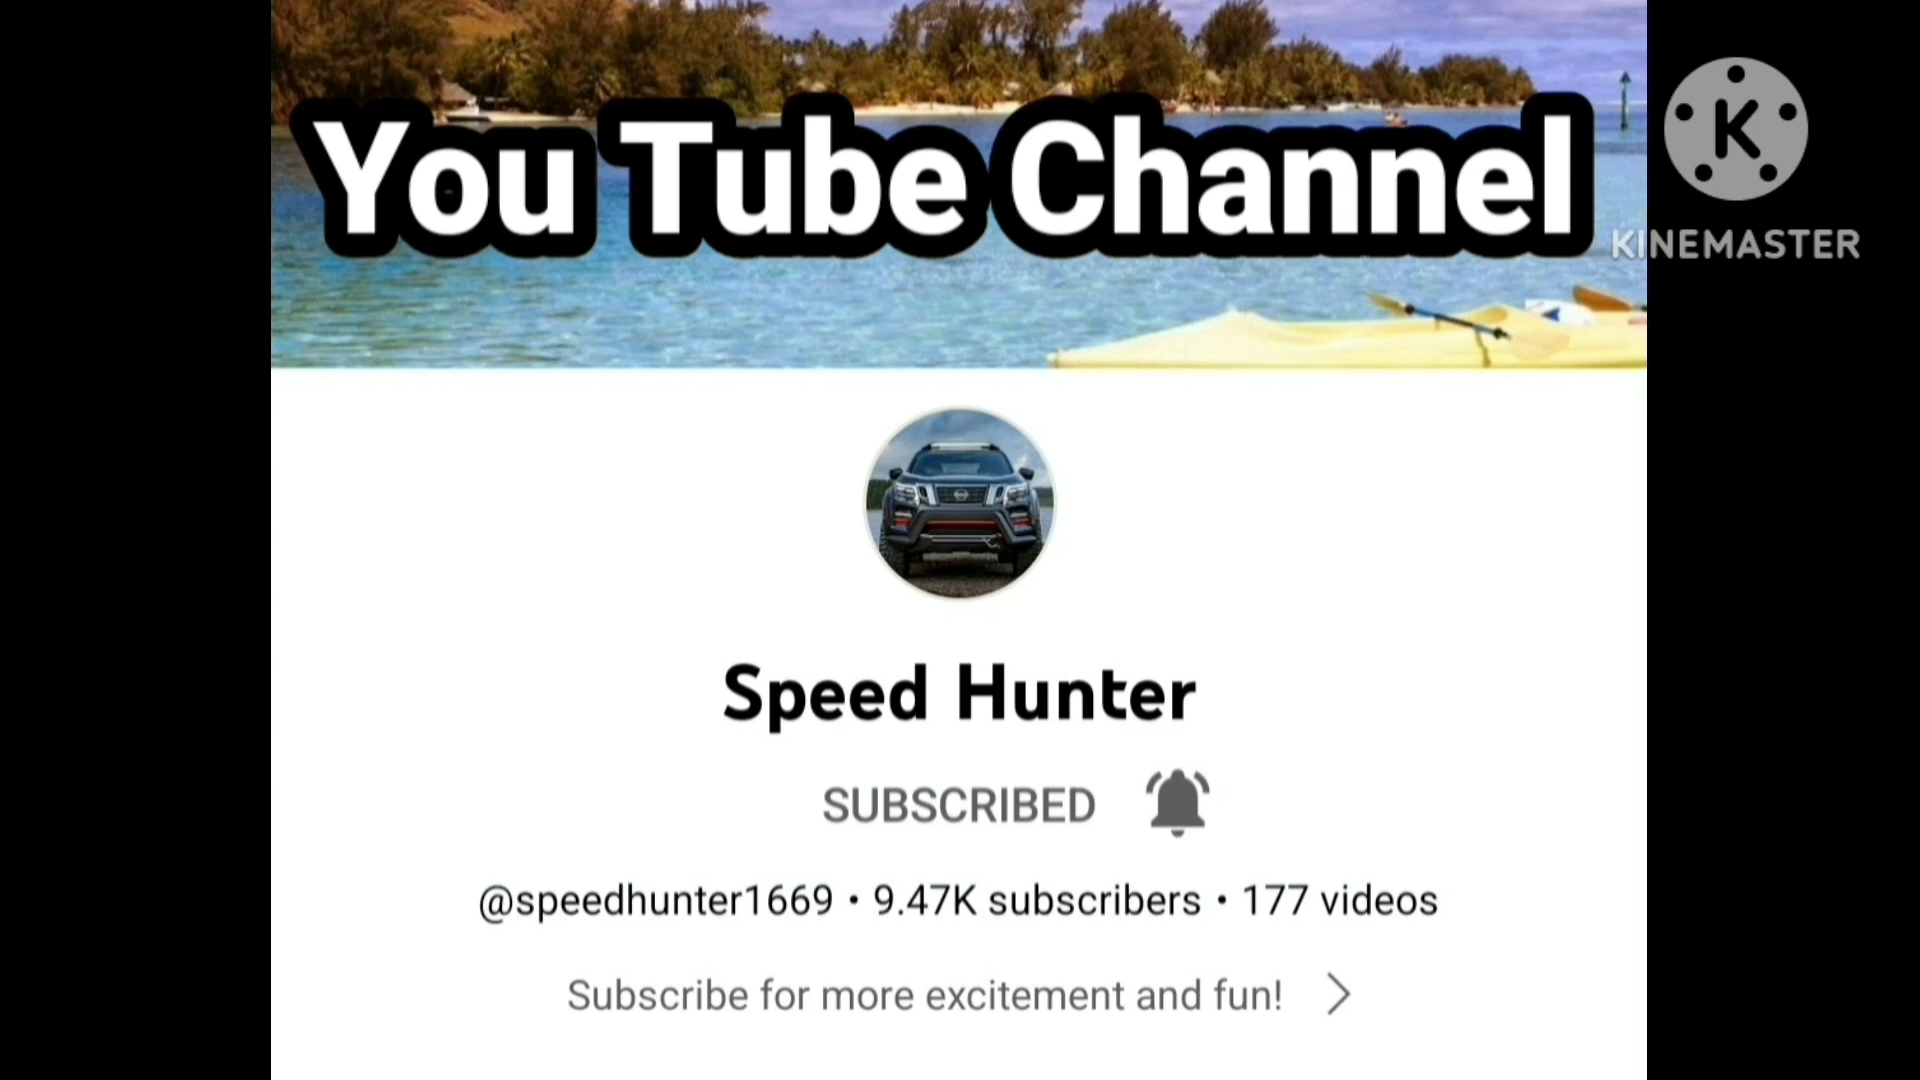 You Tube Channel
K
KINEMASTER
Speed Hunter
SUBSCRIBED
@speedhunter1669 • 9.47K subscribers • 177 videos
Subscribe for more excitement and fun!